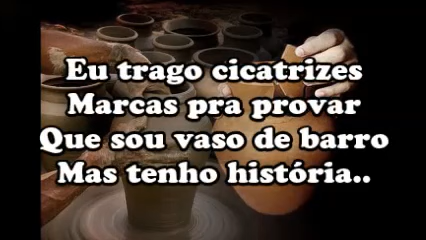 Eu trago cicatrizes
Marcas pra provar
Que sou vaso de barro
Mas tenho história..